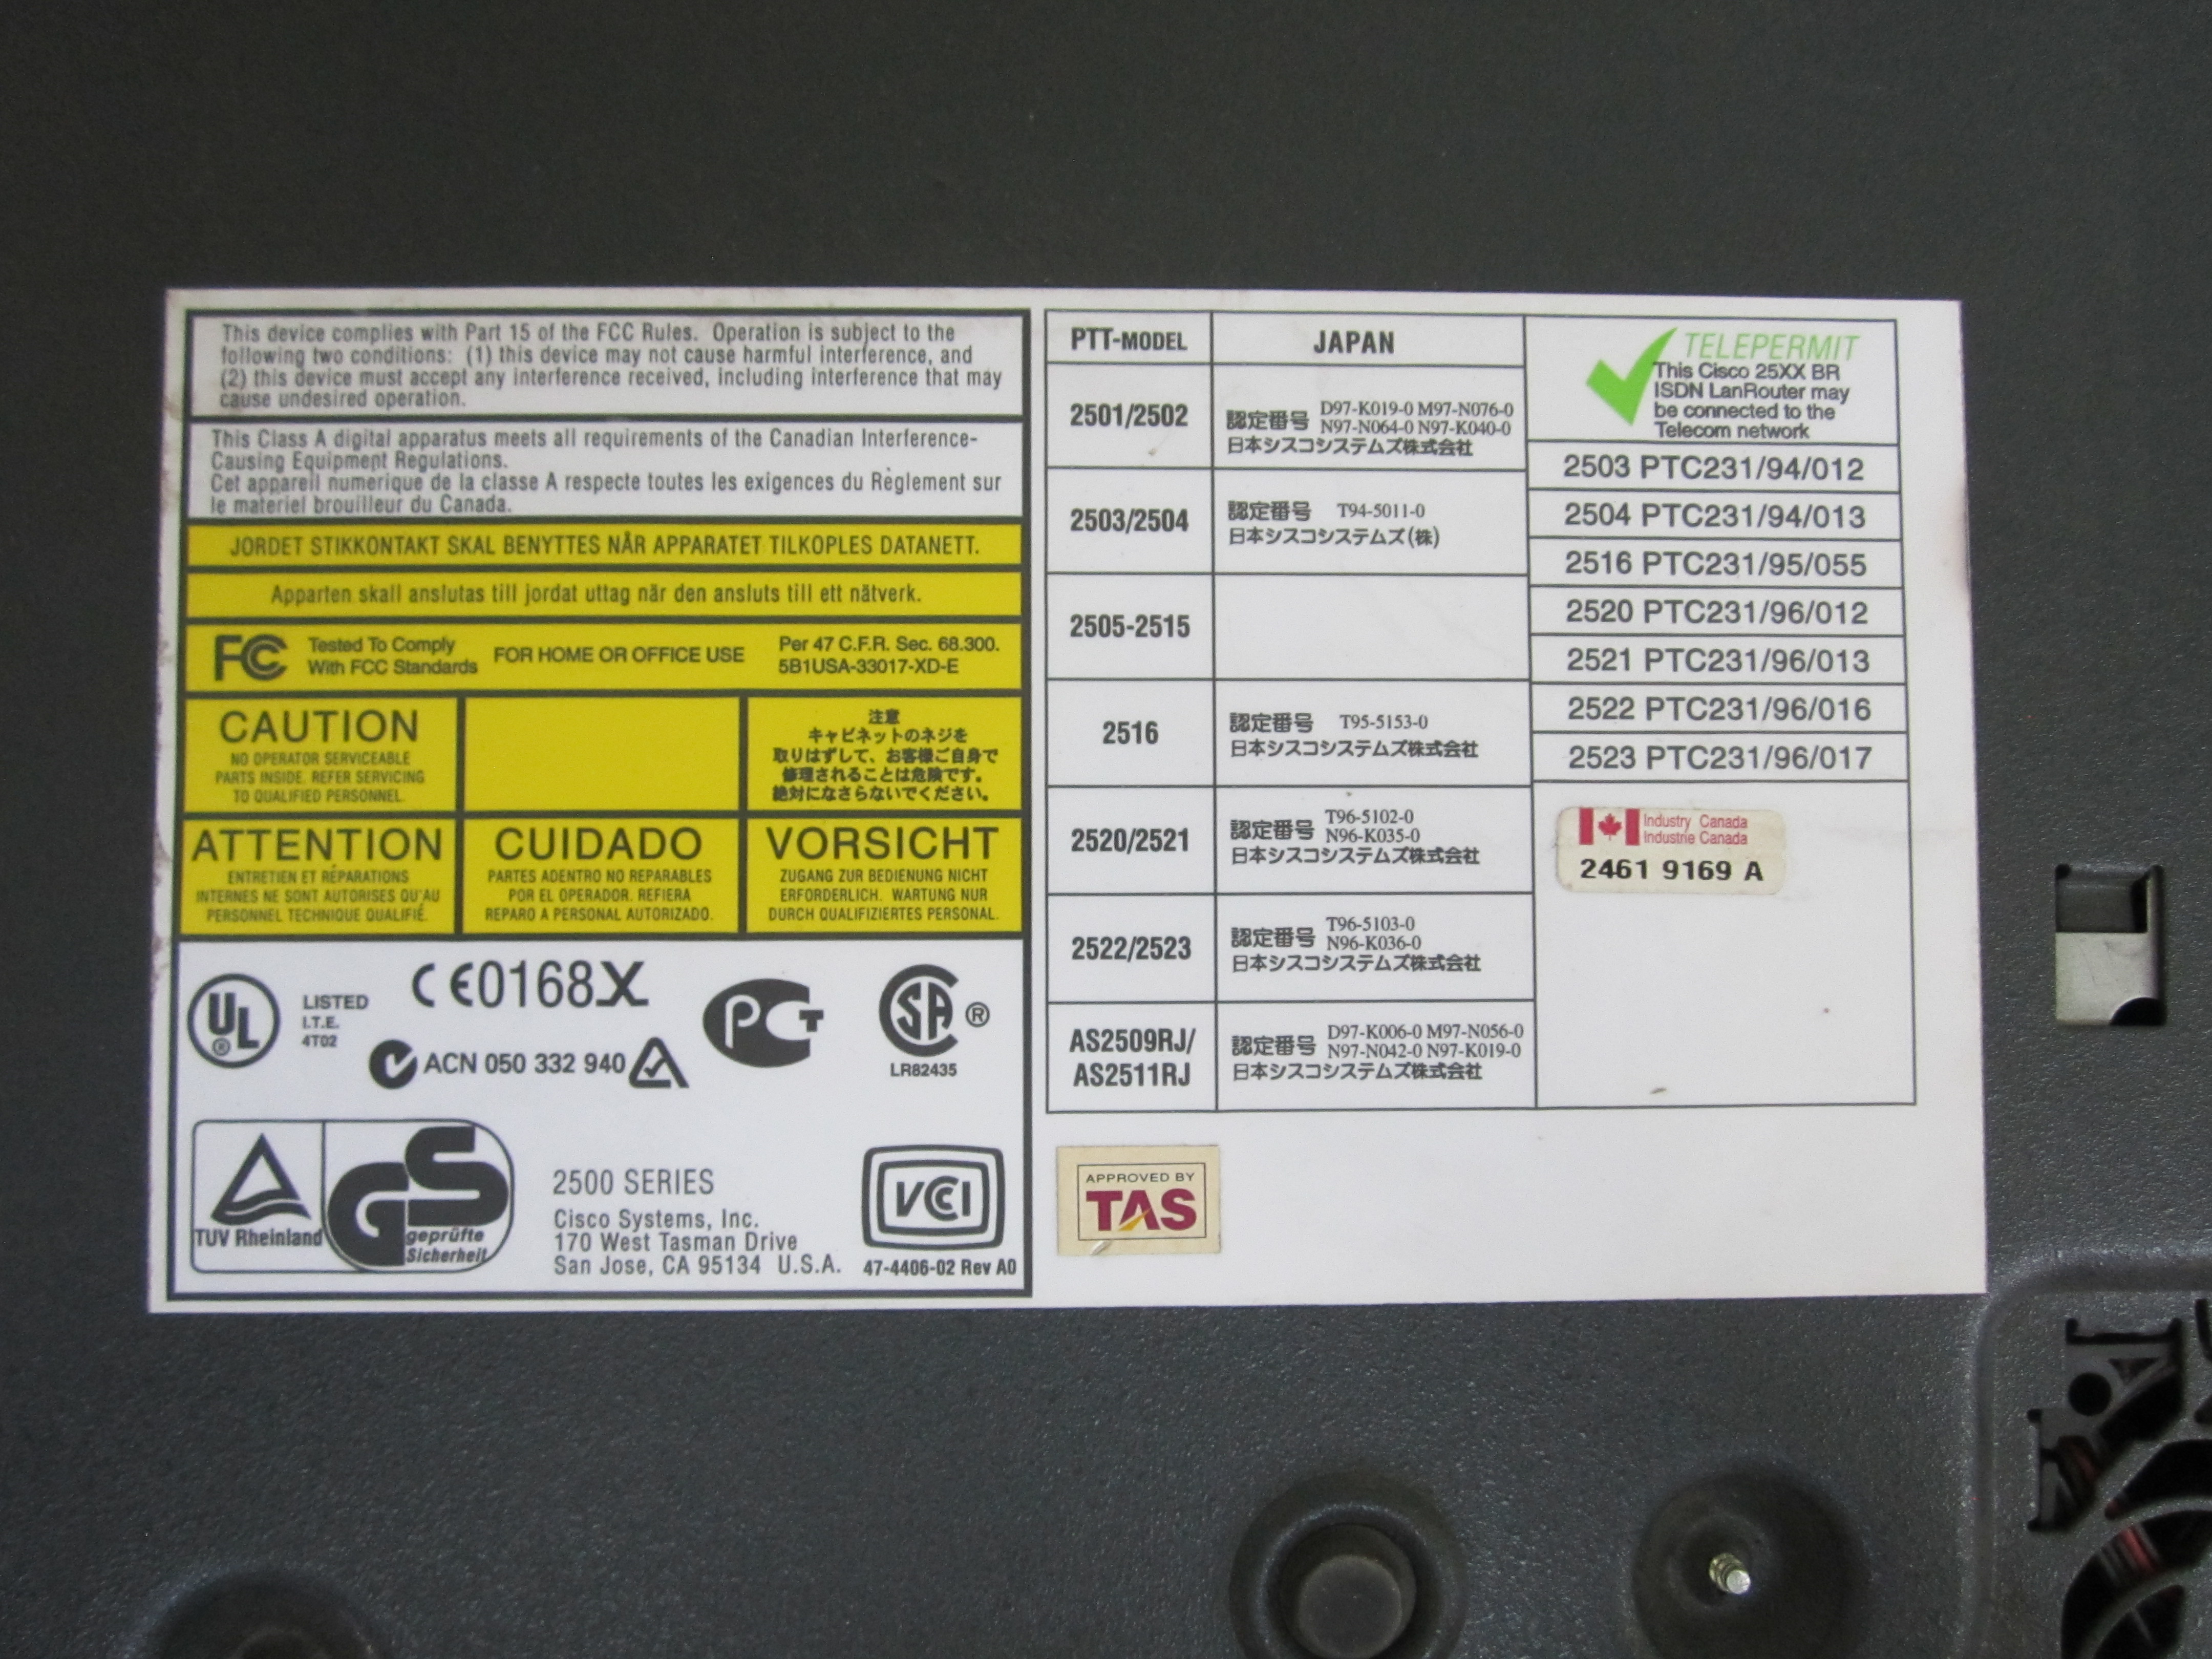 This device complies with Part 15 of the FCC Rules. Operation is subject to the
following two conditions: (1) this device may not cause harmful interference, and
(2) this device must accept any interference received, including interference that may
cause undesired operation.
This Class A digital apparatus meets all requirements of the Canadian Interference-
Causing Equipment Regulations.
Cet appareil numerique de la classe A respecte toutes les exigences du Règlement sur
le materiel brouilleur du Canada.
JORDET STIKKONTAKT SKAL BENYTTES NÅR APPARATET TILKOPLES DATANETT.
Apparten skall anslutas till jordat uttag när den ansluts till ett nätverk.
FC Tested To Comply
With FCC Standards
FOR HOME OR OFFICE USE
Per 47 C.F.R. Sec. 68.300.
5B1USA-33017-XD-E
CAUTION
NO OPERATOR SERVICEABLE
PARTS INSIDE. REFER SERVICING
TO QUALIFIED PERSONNEL.
注意
キャビネットのネジを
取りはずして、お客様ご自身で
修理されることは危険です。
絶対になさらないでください。
ATTENTION
ENTRETIEN ET RÉPARATIONS
INTERNES NE SONT AUTORISES QU'AU
PERSONNEL TECHNIQUE QUALIFIÉ.
CUIDADO
PARTES ADENTRO NO REPARABLES
POR EL OPERADOR. REFIERA
REPARO A PERSONAL AUTORIZADO.
VORSICHT
ZUGANG ZUR BEDIENUNG NICHT
ERFORDERLICH. WARTUNG NUR
DURCH QUALIFIZIERTES PERSONAL.
UL ®
LISTED
I.T.E.
4T02
CE0168X
ACN 050 332 940
PCT
SA ®
LR82435
TUV Rheinland
GS
geprüfte
Sicherheit
2500 SERIES
Cisco Systems, Inc.
170 West Tasman Drive
San Jose, CA 95134 U.S.A.
VCCI
47-4406-02 Rev A0
PTT-MODEL JAPAN
2501/2502
認定番号 D97-K019-0 M97-N076-0
N97-N064-0 N97-K040-0
日本シスコシステムズ株式会社
2503/2504
認定番号 T94-5011-0
日本シスコシステムズ(株)
2505-2515
2516
認定番号 T95-5153-0
日本シスコシステムズ株式会社
2520/2521
認定番号 T96-5102-0
N96-K035-0
日本シスコシステムズ株式会社
2522/2523
認定番号 T96-5103-0
N96-K036-0
日本シスコシステムズ株式会社
AS2509RJ/
AS2511RJ
認定番号 D97-K006-0 M97-N056-0
N97-N042-0 N97-K019-0
日本シスコシステムズ株式会社
TELEPERMIT
This Cisco 25XX BR
ISDN LanRouter may
be connected to the
Telecom network
2503 PTC231/94/012
2504 PTC231/94/013
2516 PTC231/95/055
2520 PTC231/96/012
2521 PTC231/96/013
2522 PTC231/96/016
2523 PTC231/96/017
Industry Canada
Industrie Canada
2461 9169 A
APPROVED BY
TAS